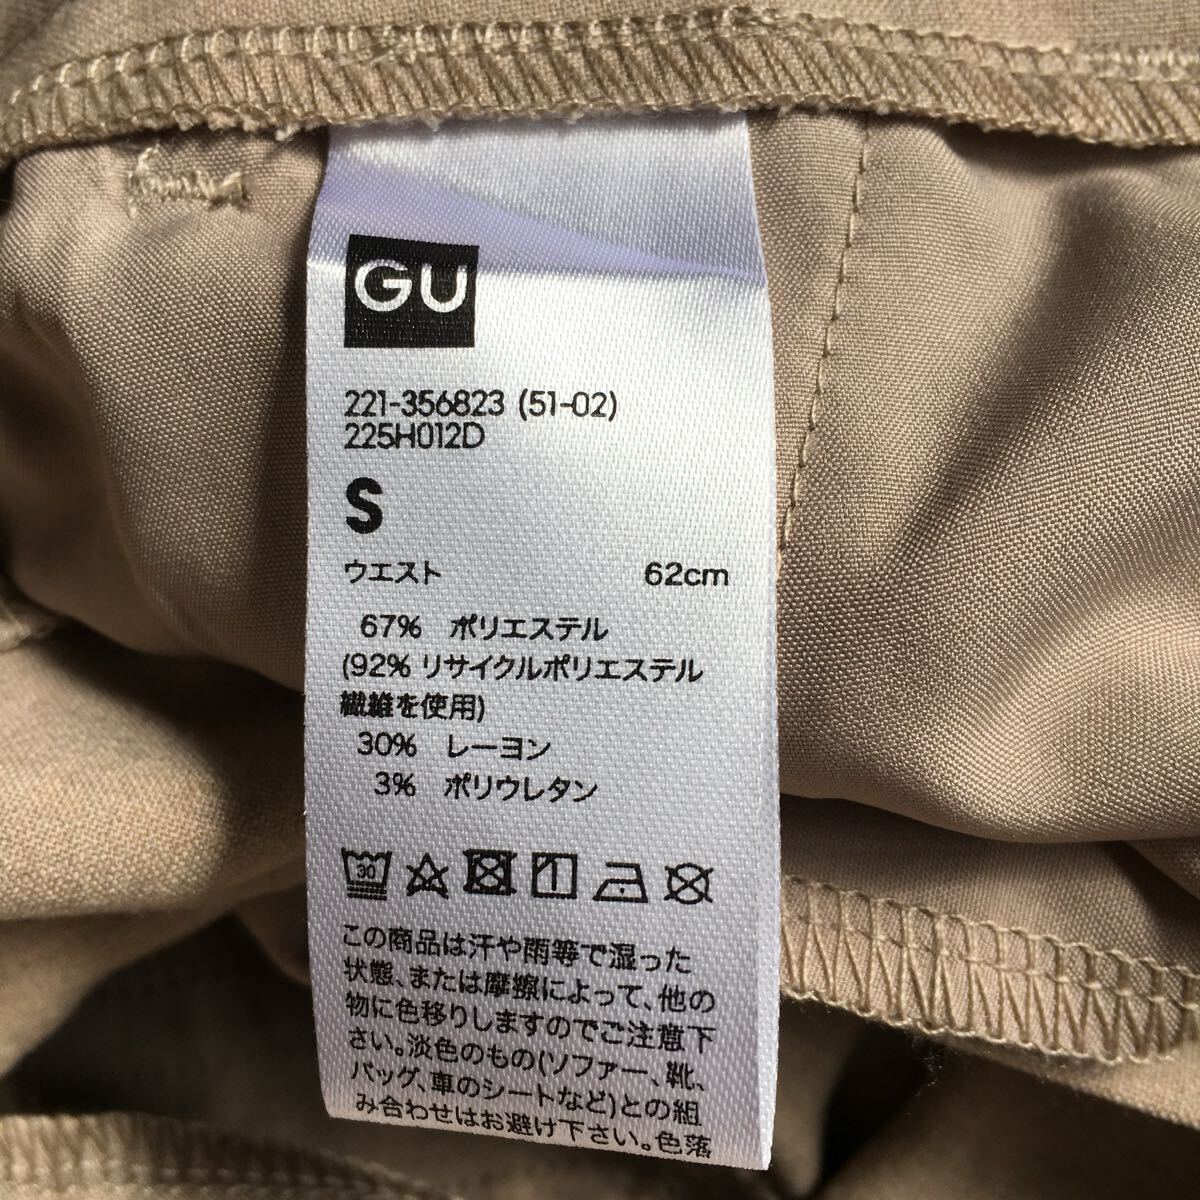 GU
221-356823 (51-02)
225H012D
S
ウエスト 62cm
67% ポリエステル
(92% リサイクルポリエステル
繊維を使用)
30% レーヨン
3% ポリウレタン
30
この商品は汗や雨等で湿った
状態、または摩擦によって、他の
物に色移りしますのでご注意下
さい。淡色のもの(ソファー、靴、
バッグ、車のシートなど)との組
み合わせはお避け下さい。色落